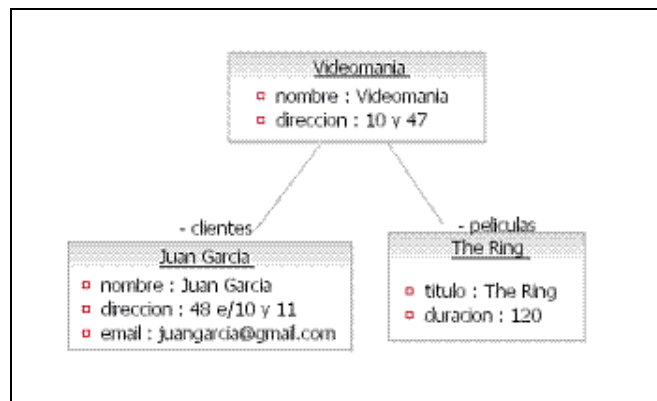 Videomania
nombre : Videomania
direccion : 10 y 47
- clientes
- peliculas
Juan Garcia
nombre : Juan Garcia
direccion : 48 e/10 y 11
email : juangarcia@gmail.com
The Ring
titulo : The Ring
duracion : 120